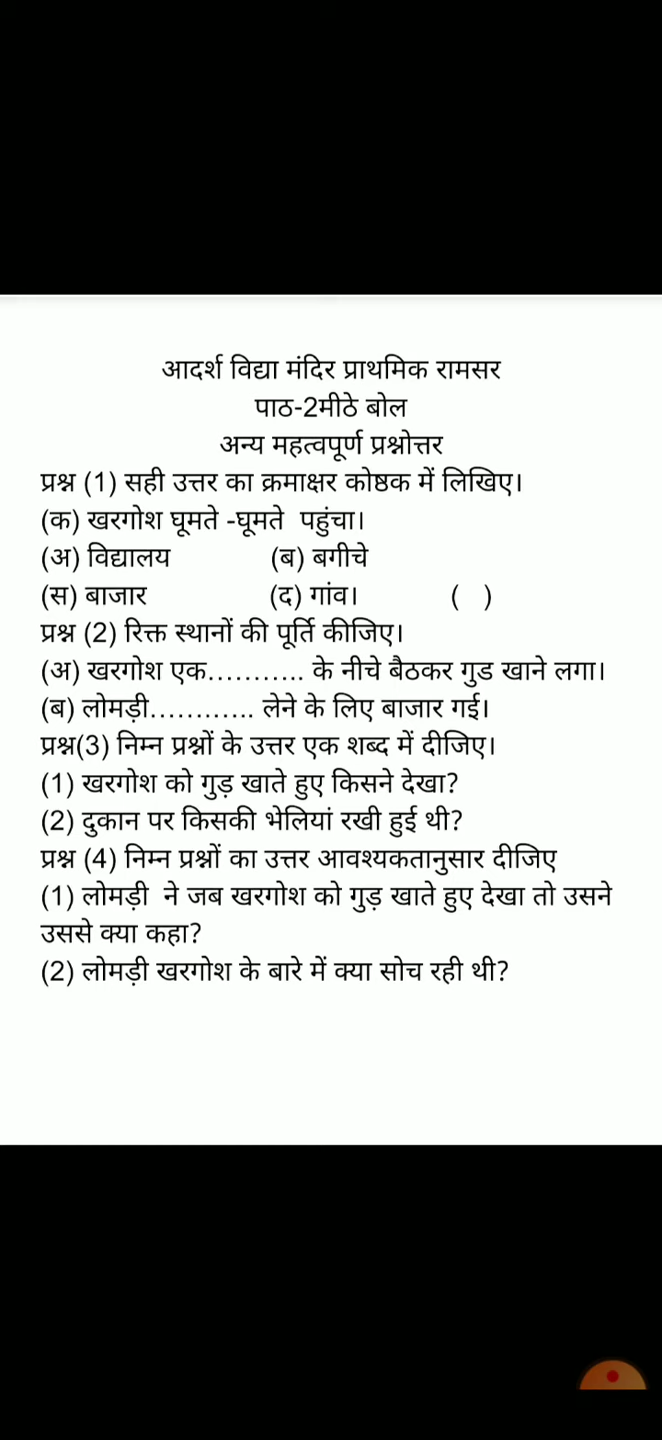 आदर्श विद्या मंदिर प्राथमिक रामसर
पाठ-2मीठे बोल
अन्य महत्वपूर्ण प्रश्नोत्तर
प्रश्न (1) सही उत्तर का क्रमाक्षर कोष्ठक में लिखिए।
(क) खरगोश घूमते -घूमते  पहुंचा।
(अ) विद्यालय (ब) बगीचे
(स) बाजार (द) गांव। ( )
प्रश्न (2) रिक्त स्थानों की पूर्ति कीजिए।
(अ) खरगोश एक........... के नीचे बैठकर गुड खाने लगा।
(ब) लोमड़ी............. लेने के लिए बाजार गई।
प्रश्न(3) निम्न प्रश्नों के उत्तर एक शब्द में दीजिए।
(1) खरगोश को गुड़ खाते हुए किसने देखा?
(2) दुकान पर किसकी भेलियां रखी हुई थी?
प्रश्न (4) निम्न प्रश्नों का उत्तर आवश्यकतानुसार दीजिए
(1) लोमड़ी  ने जब खरगोश को गुड़ खाते हुए देखा तो उसने
उससे क्या कहा?
(2) लोमड़ी खरगोश के बारे में क्या सोच रही थी?